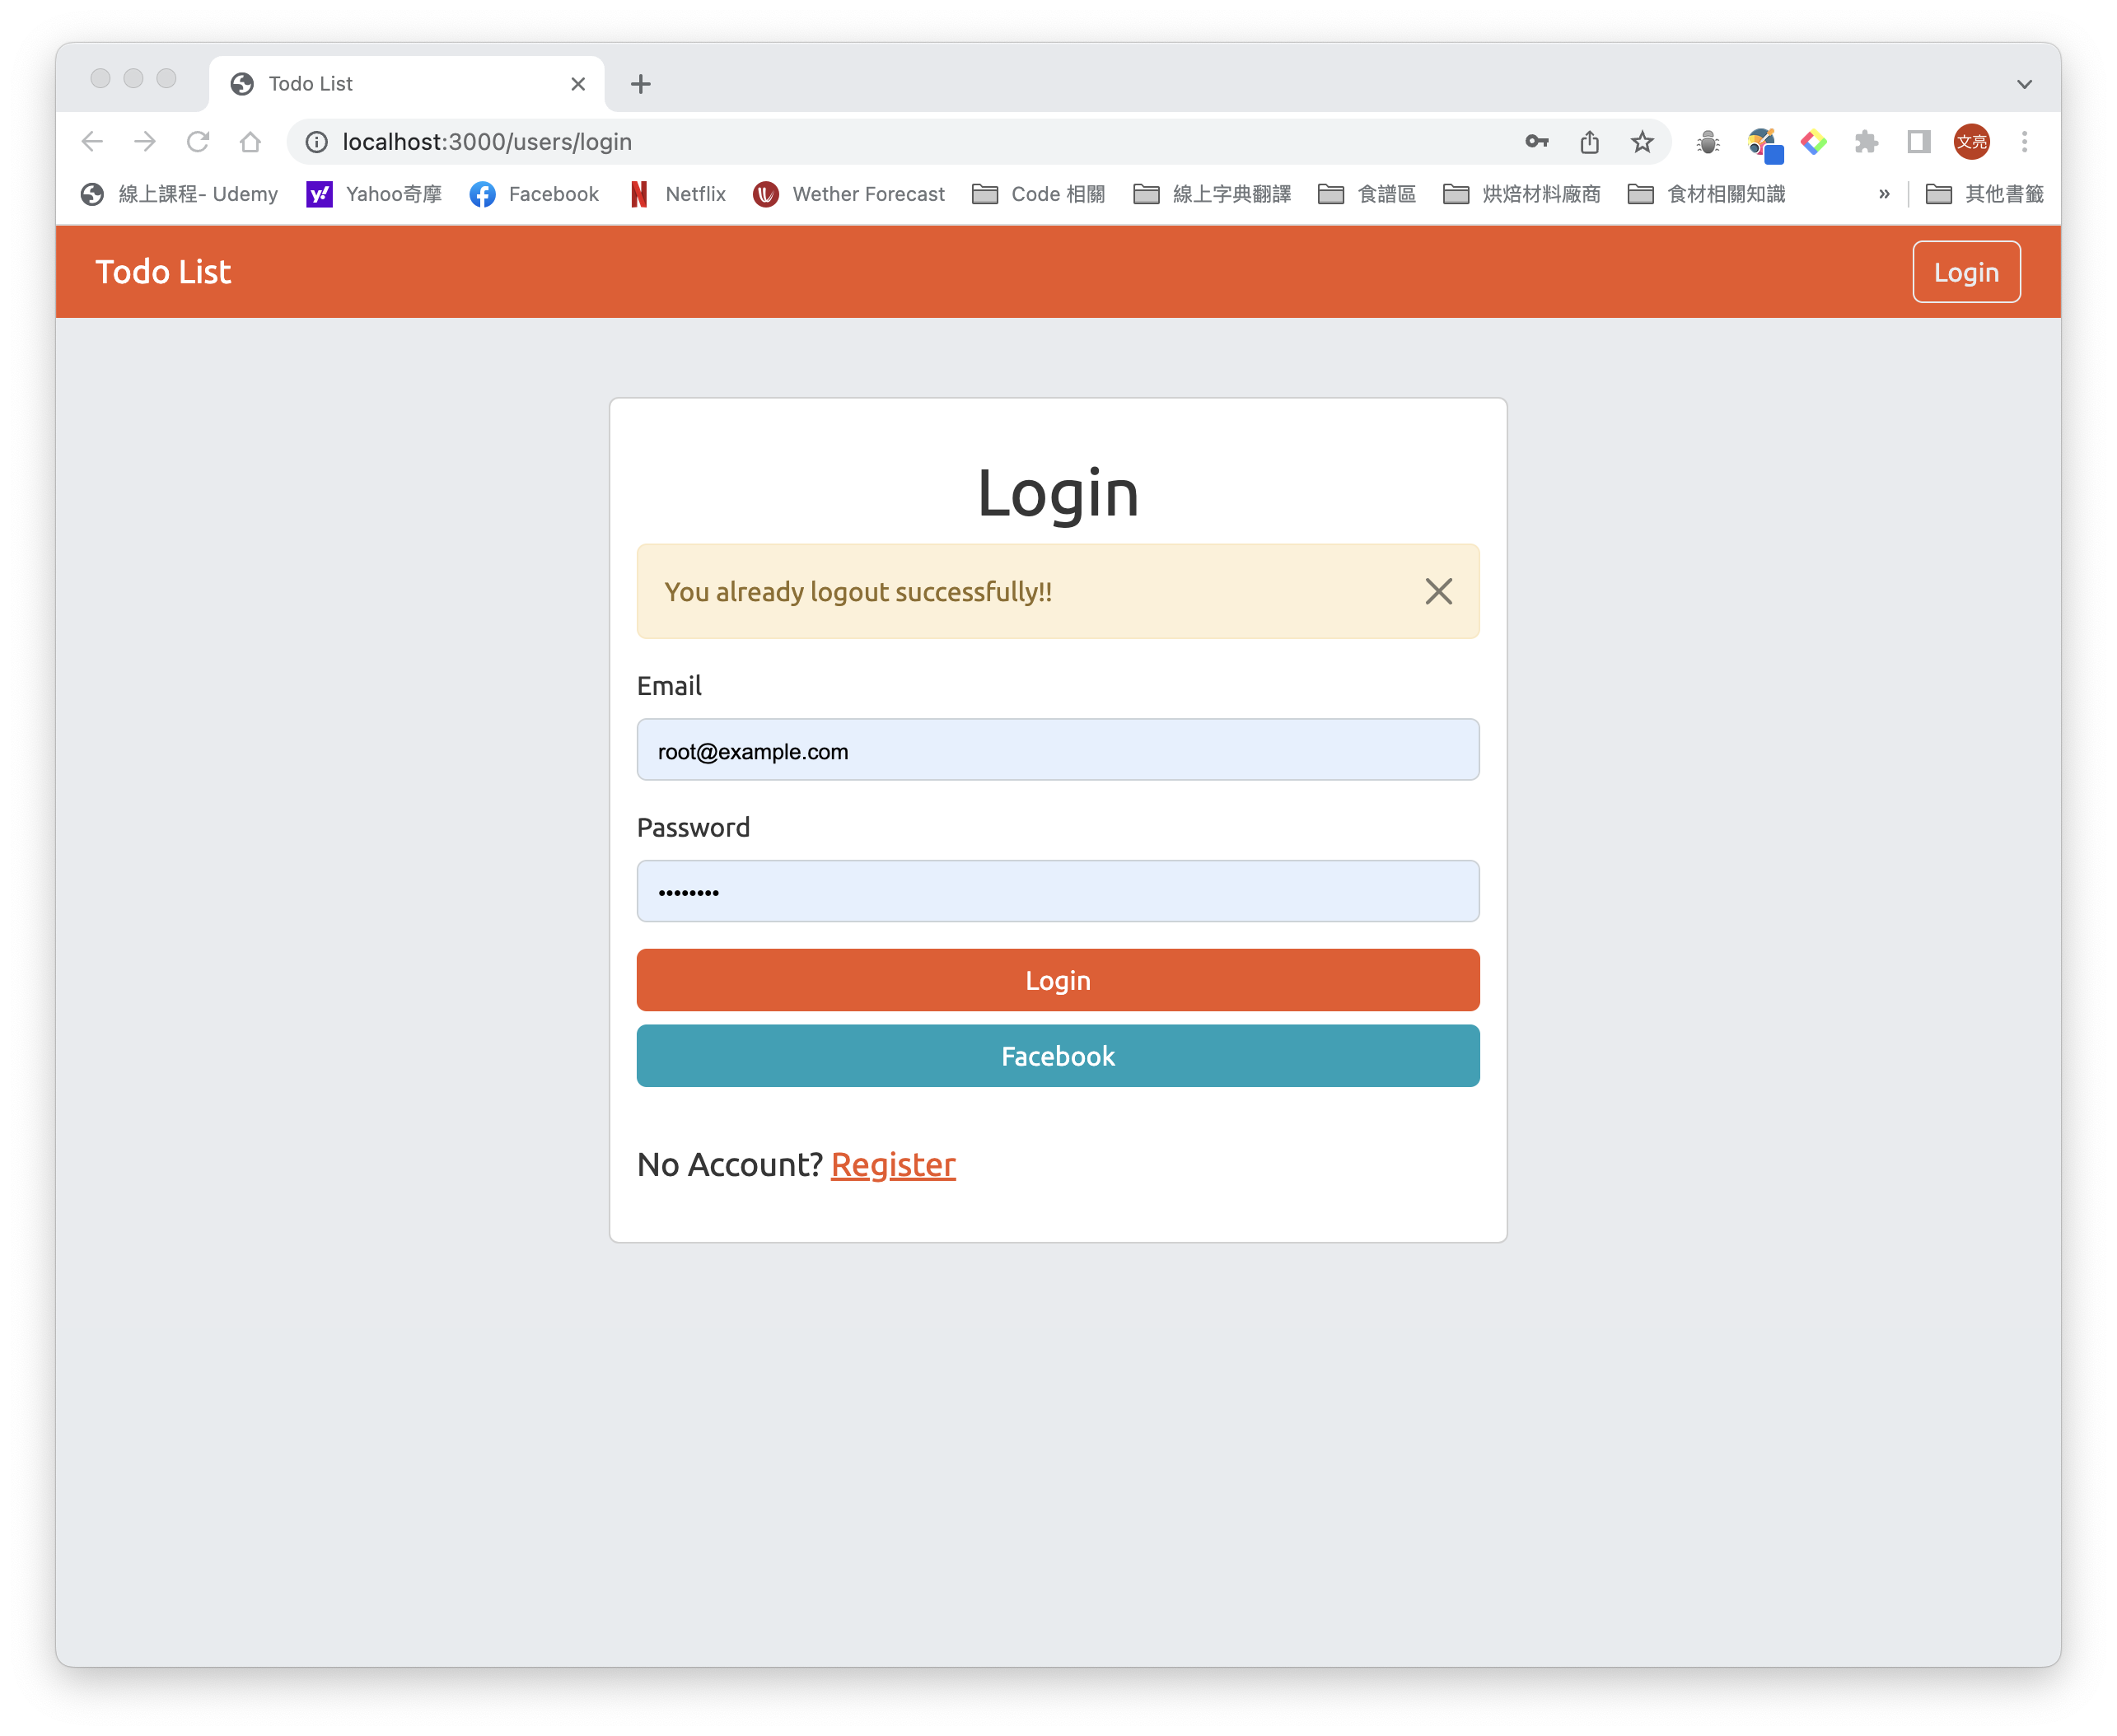 Todo List
localhost:3000/users/login
文亮
線上課程- Udemy
Yahoo奇摩
Facebook
Netflix
Wether Forecast
Code 相關
線上字典翻譯
食譜區
烘焙材料廠商
食材相關知識
»
其他書籤
Todo List
Login
Login
You already logout successfully!!
Email
root@example.com
Password
••••••••
Login
Facebook
No Account? Register